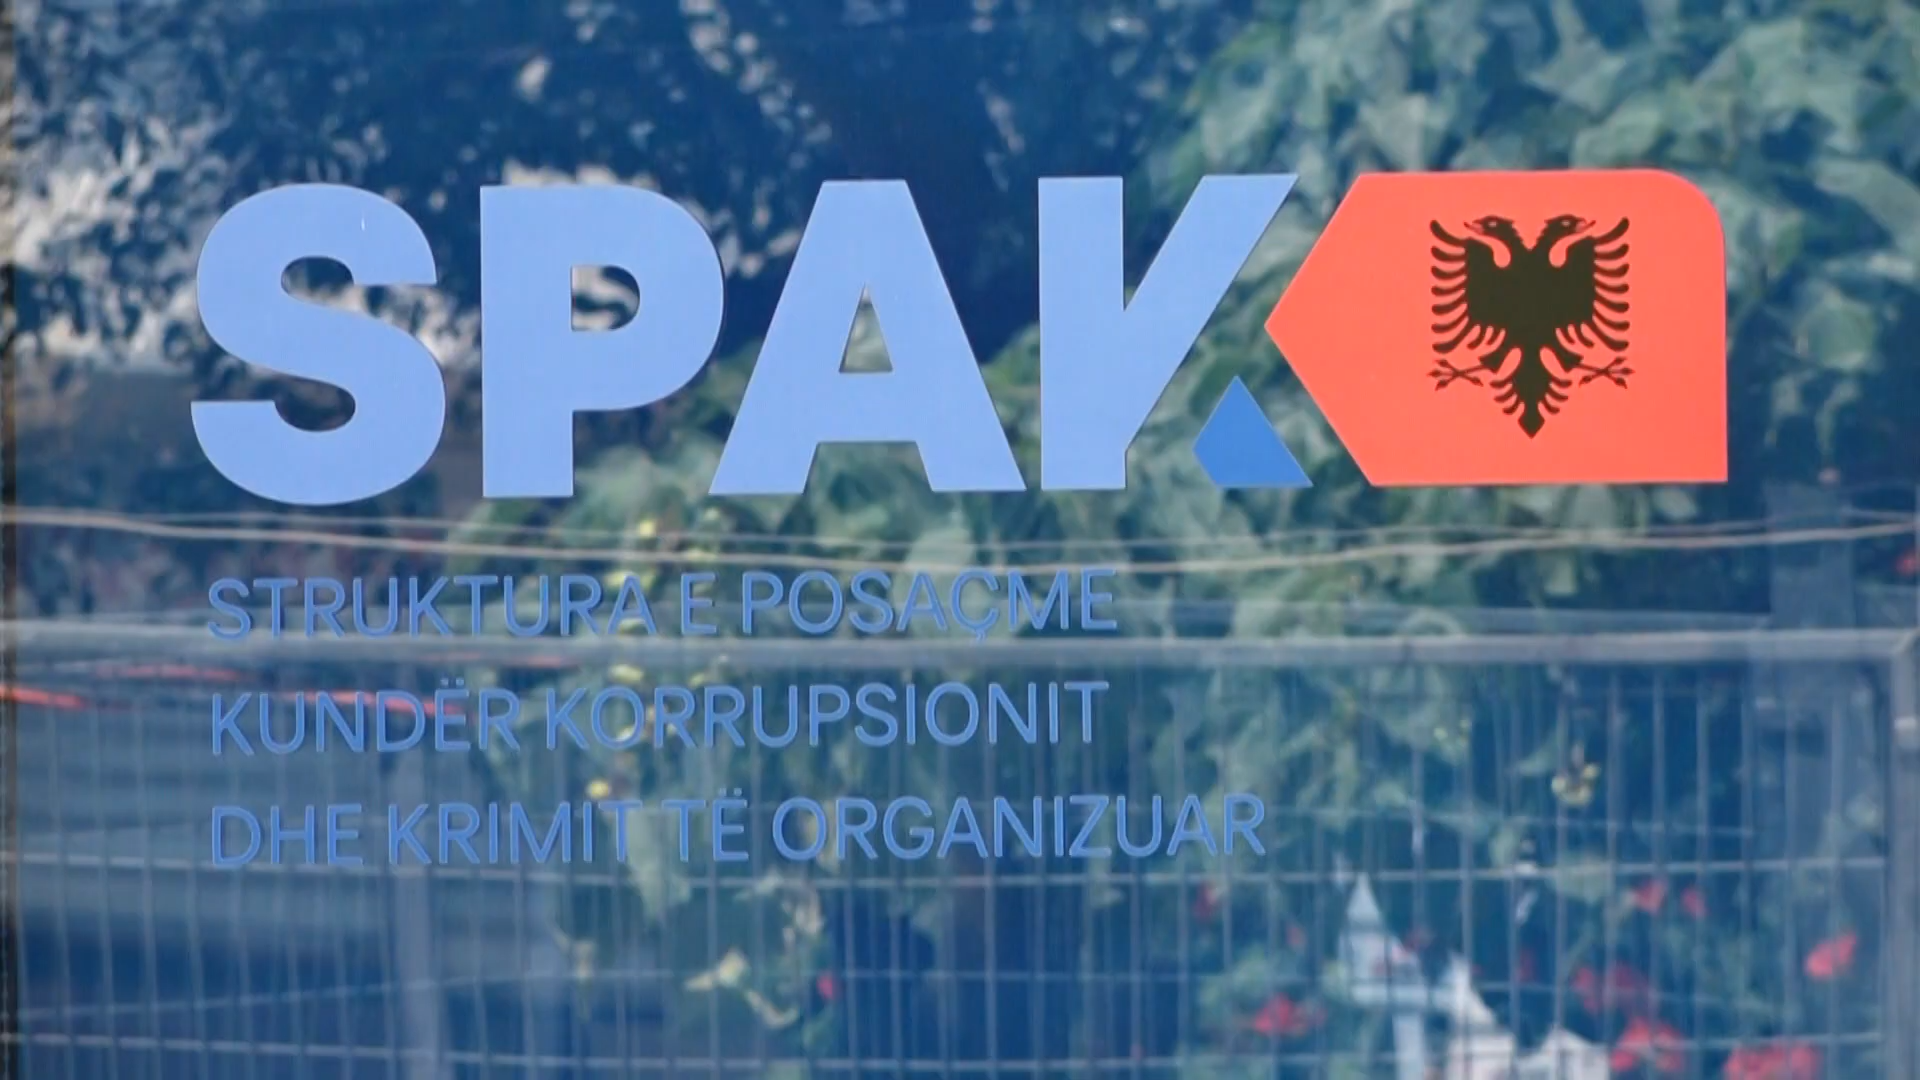 SPAK
STRUKTURA E POSAÇME
KUNDËR KORRUPSIONIT
DHE KRIMIT TË ORGANIZUAR